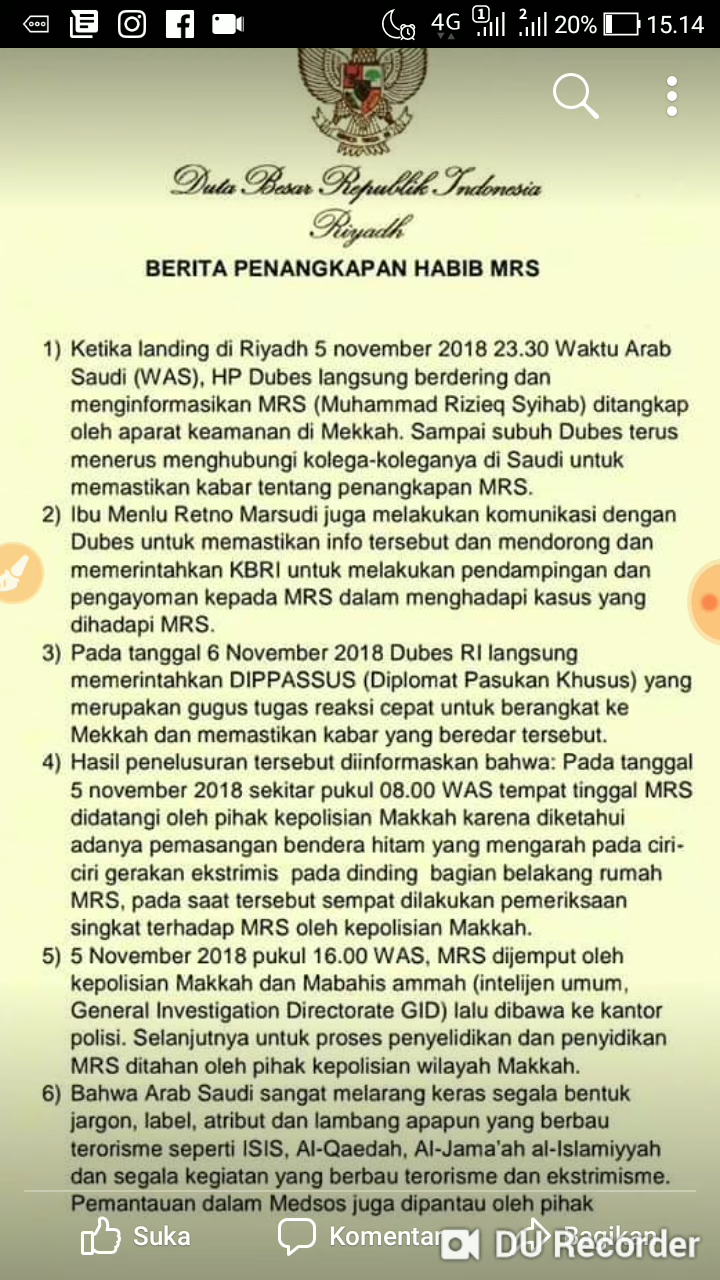 4G 1 2 20% 15.14
Duta Besar Republik Indonesia
Riyadh
BERITA PENANGKAPAN HABIB MRS
1) Ketika landing di Riyadh 5 november 2018 23.30 Waktu Arab
Saudi (WAS), HP Dubes langsung berdering dan
menginformasikan MRS (Muhammad Rizieq Syihab) ditangkap
oleh aparat keamanan di Mekkah. Sampai subuh Dubes terus
menerus menghubungi kolega-koleganya di Saudi untuk
memastikan kabar tentang penangkapan MRS.
2) Ibu Menlu Retno Marsudi juga melakukan komunikasi dengan
Dubes untuk memastikan info tersebut dan mendorong dan
memerintahkan KBRI untuk melakukan pendampingan dan
pengayoman kepada MRS dalam menghadapi kasus yang
dihadapi MRS.
3) Pada tanggal 6 November 2018 Dubes RI langsung
memerintahkan DIPPASSUS (Diplomat Pasukan Khusus) yang
merupakan gugus tugas reaksi cepat untuk berangkat ke
Mekkah dan memastikan kabar yang beredar tersebut.
4) Hasil penelusuran tersebut diinformaskan bahwa: Pada tanggal
5 november 2018 sekitar pukul 08.00 WAS tempat tinggal MRS
didatangi oleh pihak kepolisian Makkah karena diketahui
adanya pemasangan bendera hitam yang mengarah pada ciri-
ciri gerakan ekstrimis pada dinding bagian belakang rumah
MRS, pada saat tersebut sempat dilakukan pemeriksaan
singkat terhadap MRS oleh kepolisian Makkah.
5) 5 November 2018 pukul 16.00 WAS, MRS dijemput oleh
kepolisian Makkah dan Mabahis ammah (intelijen umum,
General Investigation Directorate GID) lalu dibawa ke kantor
polisi. Selanjutnya untuk proses penyelidikan dan penyidikan
MRS ditahan oleh pihak kepolisian wilayah Makkah.
6) Bahwa Arab Saudi sangat melarang keras segala bentuk
jargon, label, atribut dan lambang apapun yang berbau
terorisme seperti ISIS, Al-Qaedah, Al-Jama'ah al-Islamiyyah
dan segala kegiatan yang berbau terorisme dan ekstrimisme.
Pemantauan dalam Medsos juga dipantau oleh pihak
Suka Komentar Bagikan
DU Recorder